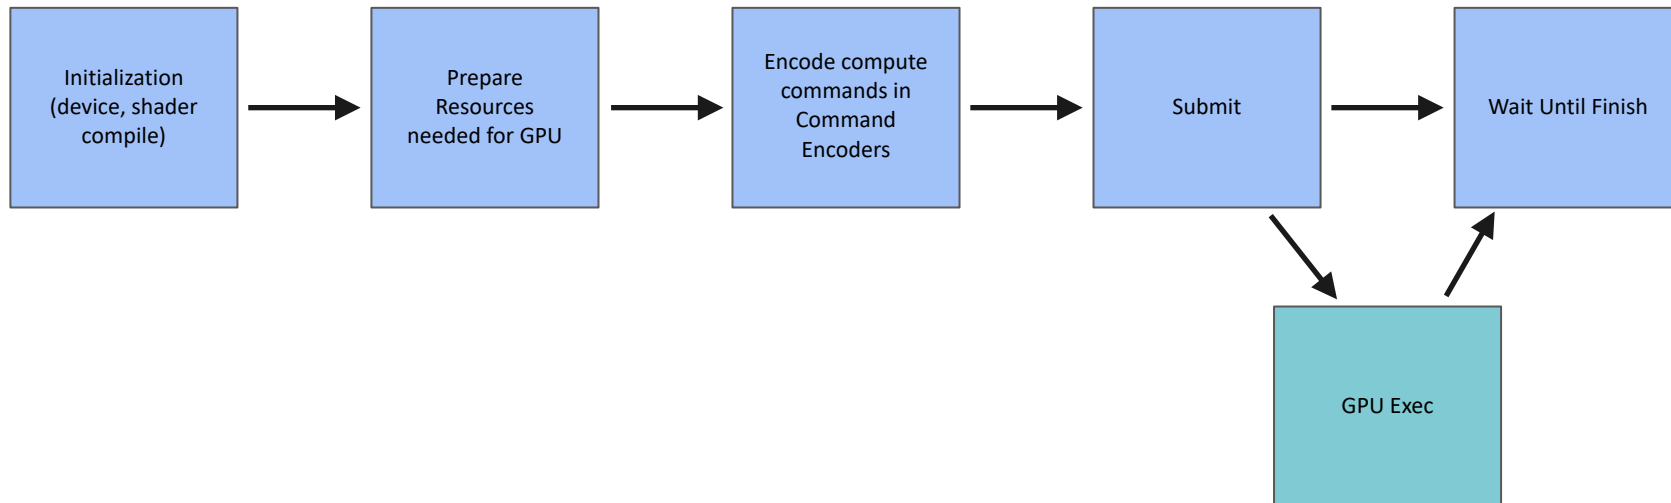 Initialization
(device, shader
compile)
Prepare
Resources
needed for GPU
Encode compute
commands in
Command
Encoders
Submit
Wait Until Finish
GPU Exec